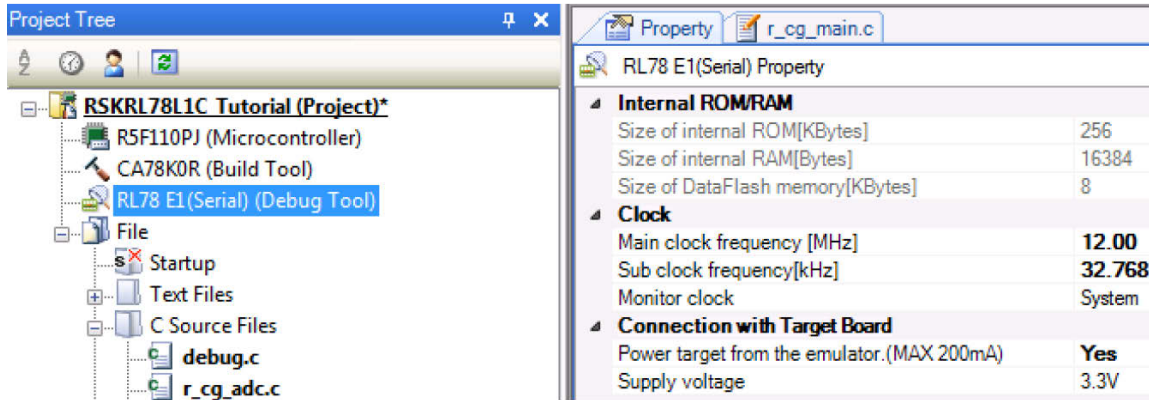 Project Tree
RSKRL78L1C Tutorial (Project)*
R5F110PJ (Microcontroller)
CA78K0R (Build Tool)
RL78 E1(Serial) (Debug Tool)
File
Startup
Text Files
C Source Files
debug.c
r_cg_adc.c
Property r_cg_main.c
RL78 E1(Serial) Property
Internal ROM/RAM
Size of internal ROM[KBytes] 256
Size of internal RAM[Bytes] 16384
Size of DataFlash memory[KBytes] 8
Clock
Main clock frequency [MHz] 12.00
Sub clock frequency[kHz] 32.768
Monitor clock System
Connection with Target Board
Power target from the emulator.(MAX 200mA) Yes
Supply voltage 3.3V